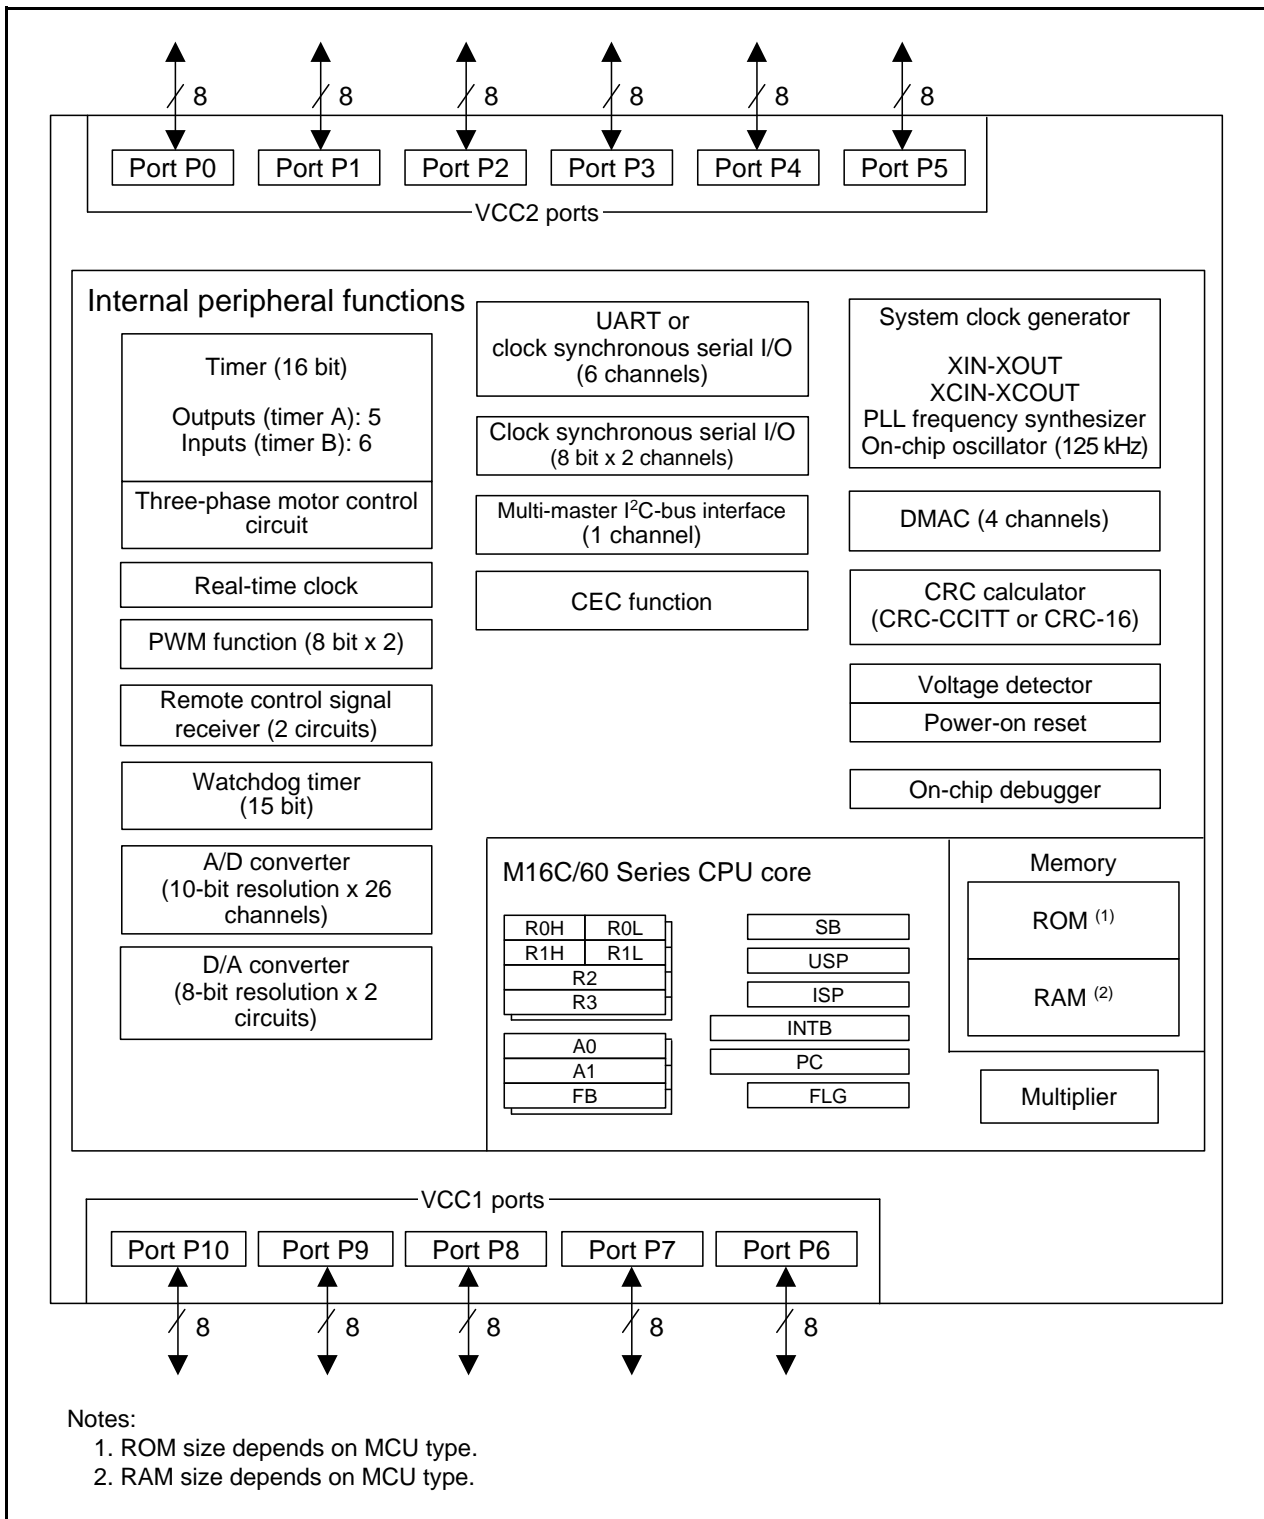 8
8
8
8
8
8
Port P0
Port P1
Port P2
Port P3
Port P4
Port P5
VCC2 ports
Internal peripheral functions
Timer (16 bit)
Outputs (timer A): 5
Inputs (timer B): 6
Three-phase motor control
circuit
Real-time clock
PWM function (8 bit x 2)
Remote control signal
receiver (2 circuits)
Watchdog timer
(15 bit)
A/D converter
(10-bit resolution x 26
channels)
D/A converter
(8-bit resolution x 2
circuits)
UART or
clock synchronous serial I/O
(6 channels)
Clock synchronous serial I/O
(8 bit x 2 channels)
Multi-master I²C-bus interface
(1 channel)
CEC function
System clock generator
XIN-XOUT
XCIN-XCOUT
PLL frequency synthesizer
On-chip oscillator (125 kHz)
DMAC (4 channels)
CRC calculator
(CRC-CCITT or CRC-16)
Voltage detector
Power-on reset
On-chip debugger
M16C/60 Series CPU core
R0H
R0L
R1H
R1L
R2
R3
A0
A1
FB
SB
USP
ISP
INTB
PC
FLG
Memory
ROM (1)
RAM (2)
Multiplier
VCC1 ports
Port P10
Port P9
Port P8
Port P7
Port P6
8
8
8
8
8
Notes:
1. ROM size depends on MCU type.
2. RAM size depends on MCU type.